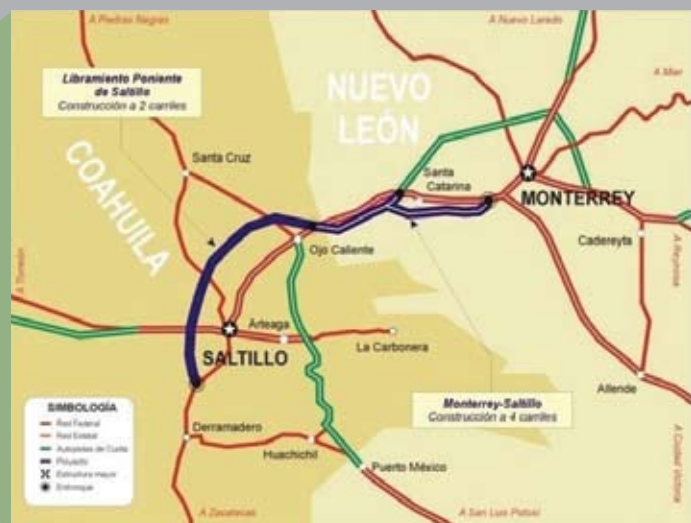 A Piedras Negras
A Nuevo Laredo
Libramiento Poniente
de Saltillo
Construcción a 2 carriles
NUEVO
LEÓN
A Mier
COAHUILA
Santa Cruz
Santa
Catarina
MONTERREY
Ojo Caliente
Cadereyta
A Reynosa
A Torreón
Arteaga
SALTILLO
La Carbonera
Monterrey-Saltillo
Construcción a 4 carriles
Allende
SIMBOLOGÍA
Red Federal
Red Estatal
Autopistas de Cuota
Proyecto
Estructura mayor
Entronque
Derramadero
Huachichil
Puerto México
A Ciudad Victoria
A Zacatecas
A San Luis Potosí